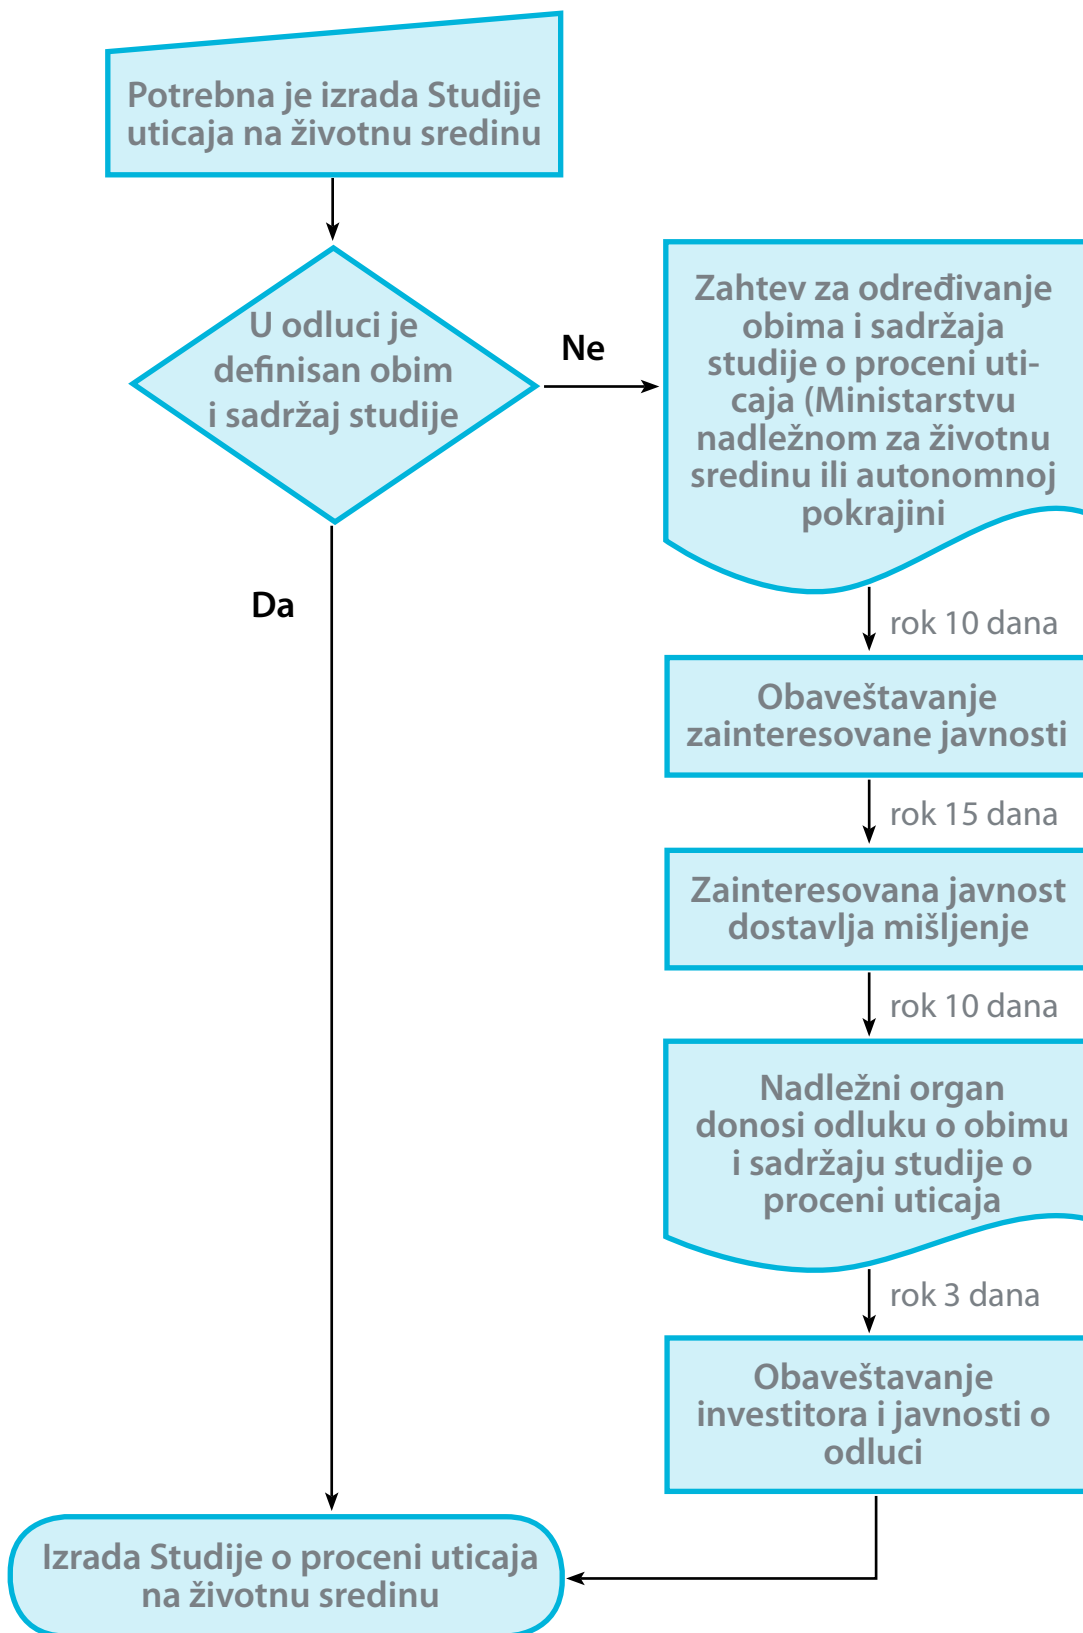 Potrebna je izrada Studije
uticaja na životnu sredinu
U odluci je
definisan obim
i sadržaj studije
Ne
Zahtev za određivanje
obima i sadržaja
studije o proceni uti-
caja (Ministarstvu
nadležnom za životnu
sredinu ili autonomnoj
pokrajini
Da
rok 10 dana
Obaveštavanje
zainteresovane javnosti
rok 15 dana
Zainteresovana javnost
dostavlja mišljenje
rok 10 dana
Nadležni organ
donosi odluku o obimu
i sadržaju studije o
proceni uticaja
rok 3 dana
Obaveštavanje
investitora i javnosti o
odluci
Izrada Studije o proceni uticaja
na životnu sredinu